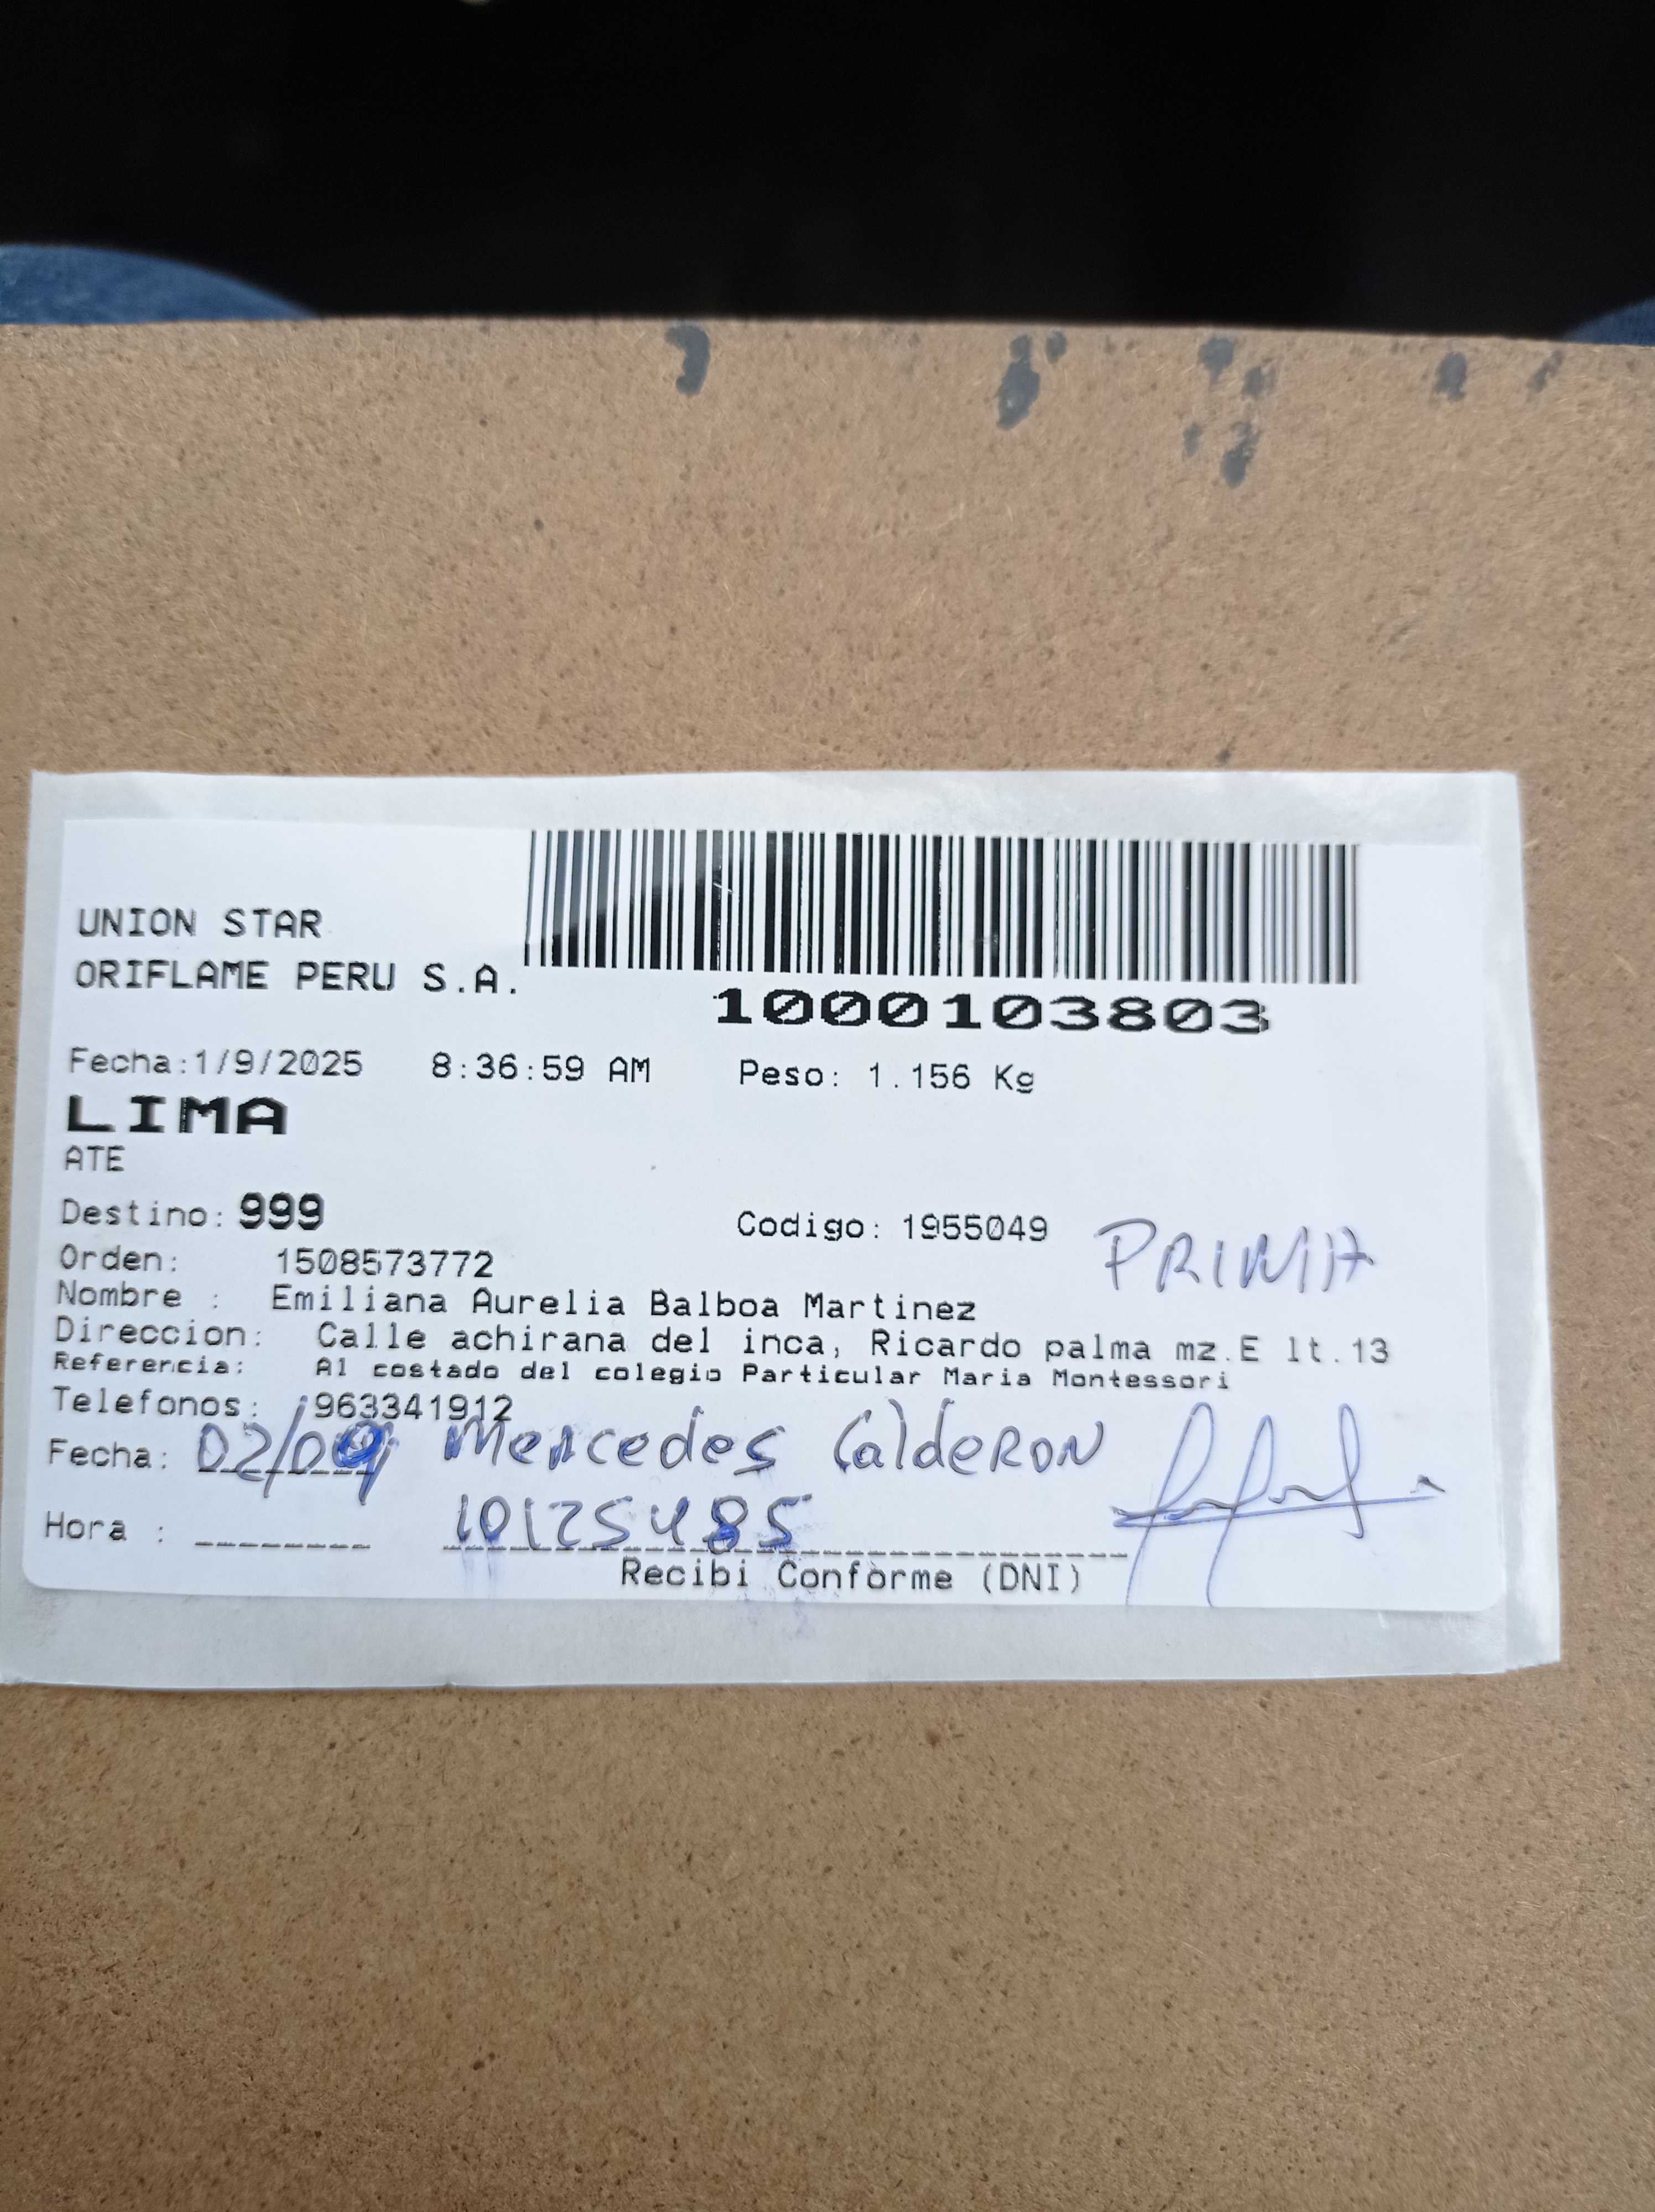 UNION STAR
ORIFLAME PERU S.A.
1000103803
Fecha:1/9/2025 8:36:59 AM Peso: 1.156 Kg
LIMA
ATE
Destino: 999 Codigo: 1955049 PRIMA
Orden: 1508573772
Nombre : Emiliana Aurelia Balboa Martinez
Direccion: Calle achirana del inca, Ricardo palma mz.E lt.13
Referencia: Al costado del colegio Particular Maria Montessori
Telefonos: 963341912
Fecha: 02/09 Mercedes CaldeRON
Hora : 10125485
Recibi Conforme (DNI)